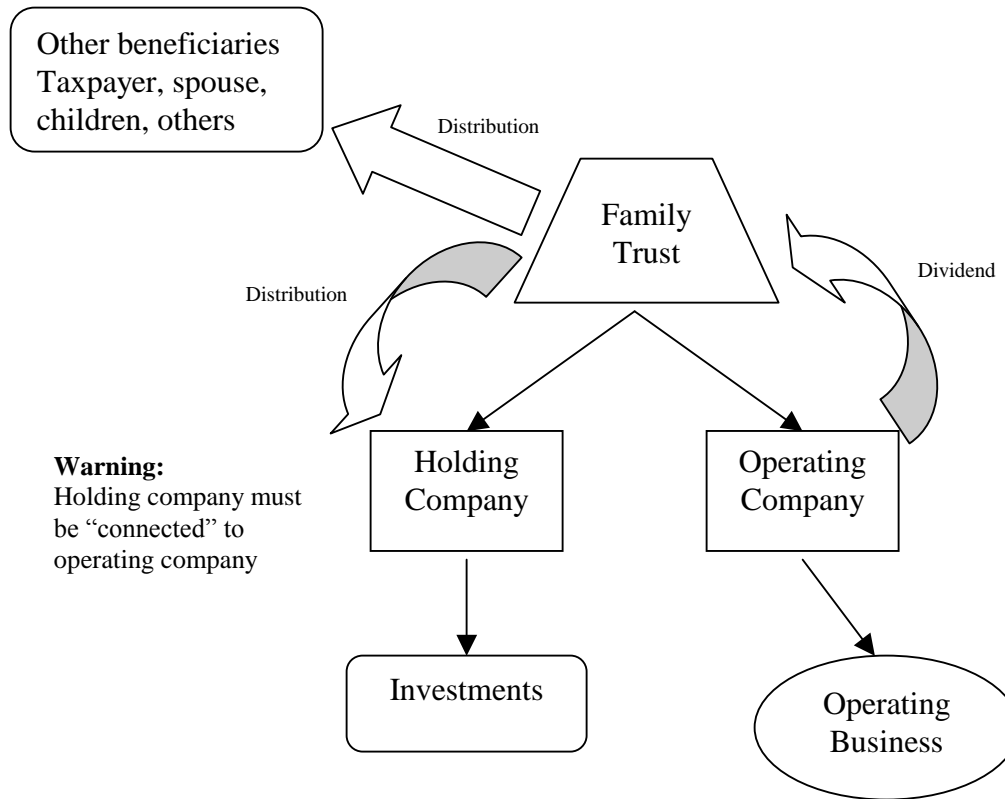 Other beneficiaries
Taxpayer, spouse,
children, others
Distribution
Family
Trust
Dividend
Distribution
Warning:
Holding company must
be “connected” to
operating company
Holding
Company
Operating
Company
Investments
Operating
Business